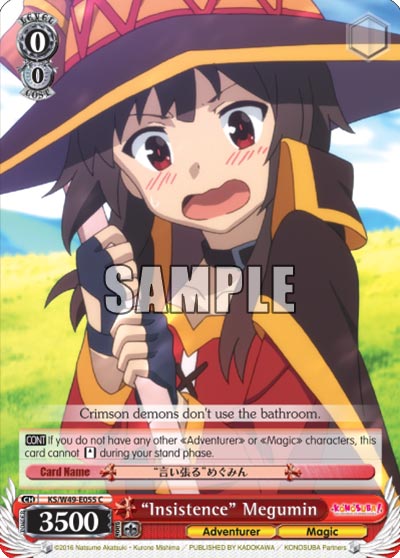 LEVEL
0
0
COST
SAMPLE
Crimson demons don't use the bathroom.
CONT If you do not have any other «Adventurer» or «Magic» characters, this
card cannot during your stand phase.
Card Name
"言い張る"めぐみん
CH KS/W49-E055 C
"Insistence" Megumin
KONOSUBA
3500
POWER
Adventurer
Magic
©2016 Natsume Akatsuki・Kurone Mishima / PUBLISHED BY KADOKAWA / KONOSUBA Partners